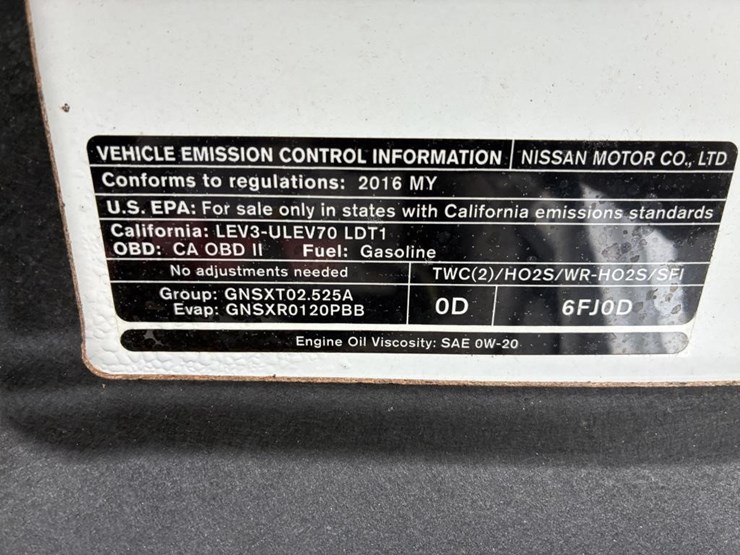 VEHICLE EMISSION CONTROL INFORMATION NISSAN MOTOR CO., LTD
Conforms to regulations: 2016 MY
U.S. EPA: For sale only in states with California emissions standards
California: LEV3-ULEV70 LDT1
OBD: CA OBD II Fuel: Gasoline
No adjustments needed TWC(2)/HO2S/WR-HO2S/SFI
Group: GNSXT02.525A
Evap: GNSXR0120PBB
0D 6FJ0D
Engine Oil Viscosity: SAE 0W-20